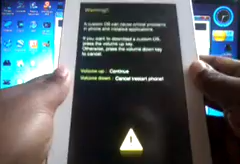 Warning!!
A custom OS can cause critical problems
in phone and installed applications.
If you want to download a custom OS,
press the volume up key.
Otherwise, press the volume down key
to cancel.
Volume up : Continue
Volume down : Cancel (restart phone)